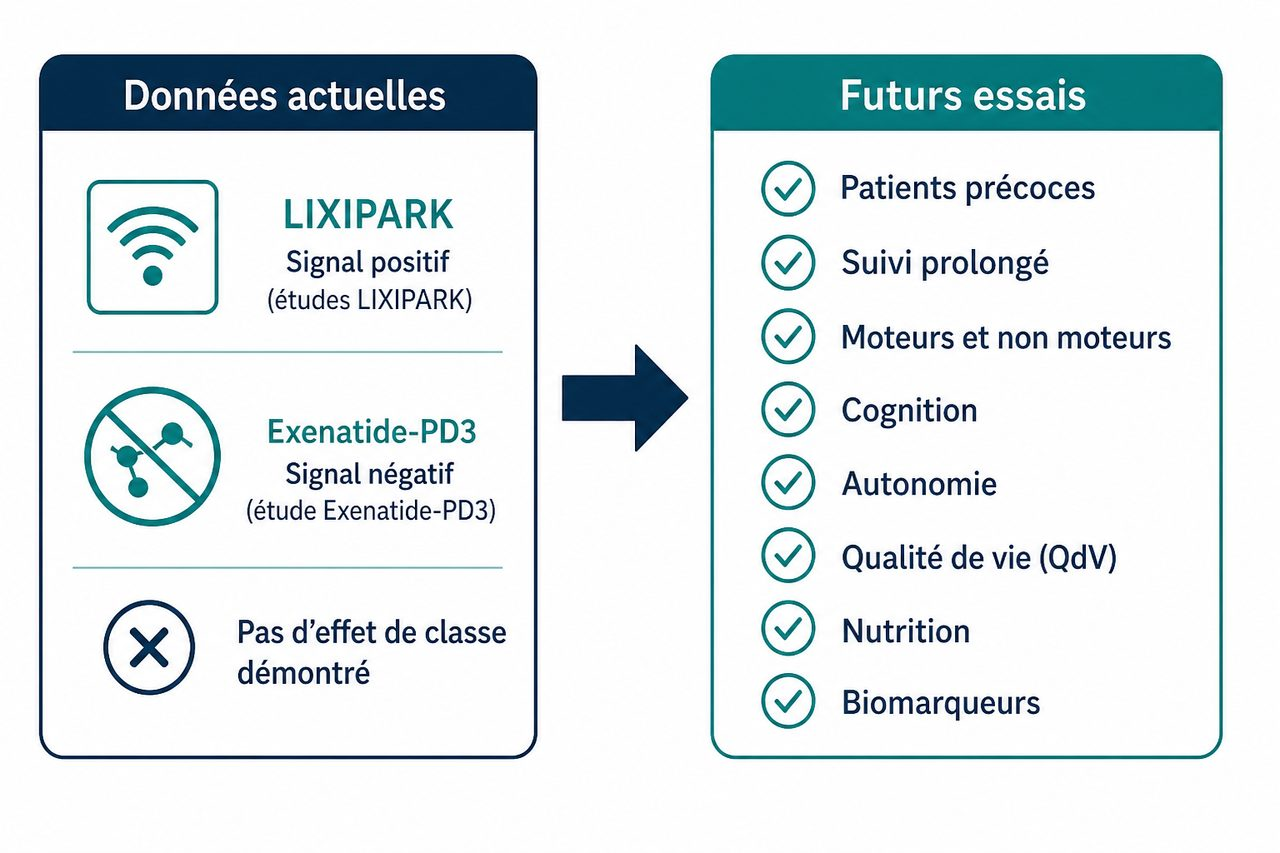 Données actuelles
LIXIPARK
Signal positif
(études LIXIPARK)
Exenatide-PD3
Signal négatif
(étude Exenatide-PD3)
Pas d’effet de classe
démontré
Futurs essais
Patients précoces
Suivi prolongé
Moteurs et non moteurs
Cognition
Autonomie
Qualité de vie (QdV)
Nutrition
Biomarqueurs